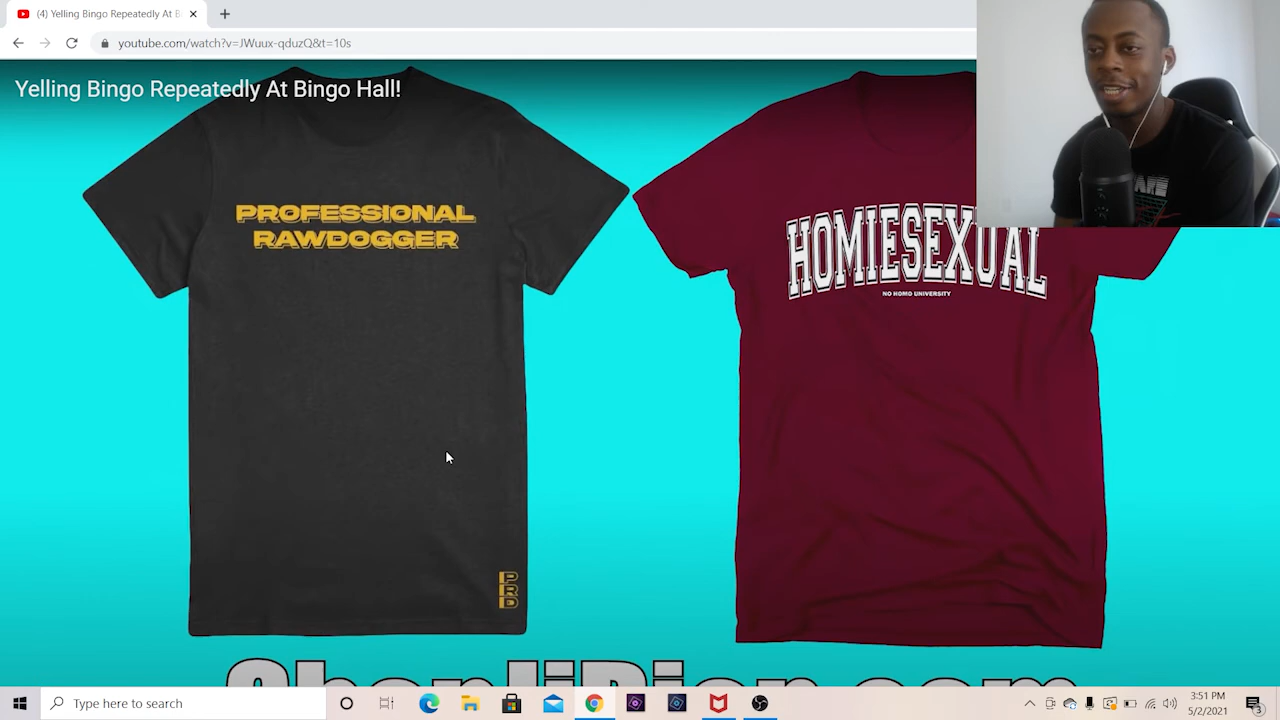 (4) Yelling Bingo Repeatedly At B
youtube.com/watch?v=JWuux-qduzQ&t=10s
Yelling Bingo Repeatedly At Bingo Hall!
PROFESSIONAL
RAWDOGGER
HOMIESEXUAL
NO HOMO UNIVERSITY
PRD
Type here to search
3:51 PM
5/2/2021
3